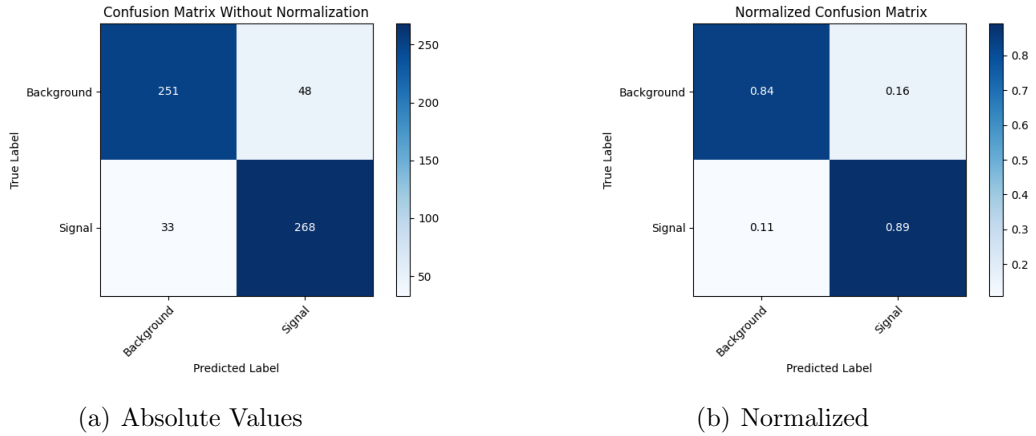 Confusion Matrix Without Normalization
Background
Signal
True Label
251
48
33
268
Background
Signal
Predicted Label
250
200
150
100
50
(a) Absolute Values
Normalized Confusion Matrix
Background
Signal
True Label
0.84
0.16
0.11
0.89
Background
Signal
Predicted Label
0.8
0.7
0.6
0.5
0.4
0.3
0.2
(b) Normalized